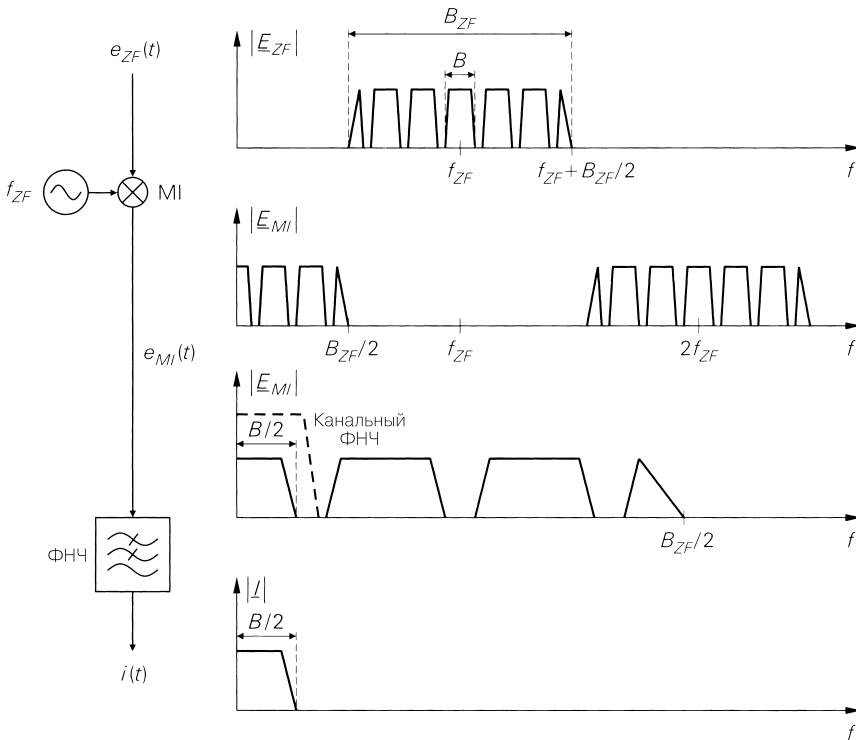 e_ZF(t)
f_ZF
MI
e_MI(t)
ФНЧ
i(t)
|E_ZF|
B_ZF
B
f_ZF
f_ZF + B_ZF/2
f
|E_MI|
B_ZF/2
f_ZF
2f_ZF
f
|E_MI|
B/2
Канальный
ФНЧ
B_ZF/2
f
|I|
B/2
f